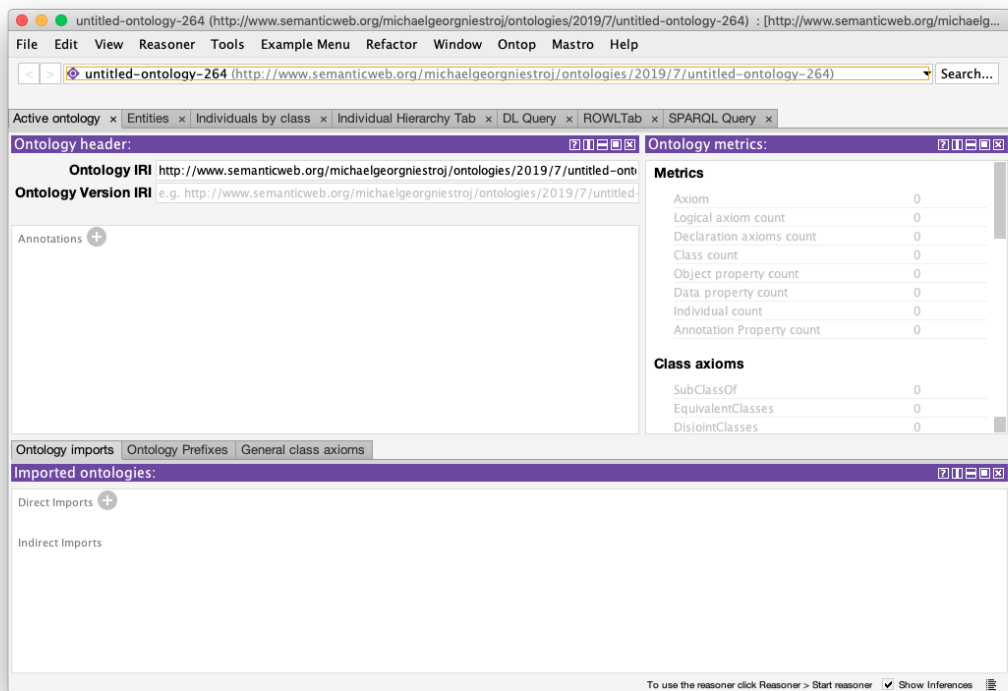 untitled-ontology-264 (http://www.semanticweb.org/michaelgeorgniestroj/ontologies/2019/7/untitled-ontology-264) : [http://www.semanticweb.org/michaelg...
File Edit View Reasoner Tools Example Menu Refactor Window Ontop Mastro Help
< > untitled-ontology-264 (http://www.semanticweb.org/michaelgeorgniestroj/ontologies/2019/7/untitled-ontology-264) Search...
Active ontology × Entities × Individuals by class × Individual Hierarchy Tab × DL Query × ROWLTab × SPARQL Query ×
Ontology header:
Ontology IRI http://www.semanticweb.org/michaelgeorgniestroj/ontologies/2019/7/untitled-ont
Ontology Version IRI e.g. http://www.semanticweb.org/michaelgeorgniestroj/ontologies/2019/7/untitled-
Annotations +
Ontology metrics:
Metrics
Axiom 0
Logical axiom count 0
Declaration axioms count 0
Class count 0
Object property count 0
Data property count 0
Individual count 0
Annotation Property count 0
Class axioms
SubClassOf 0
EquivalentClasses 0
DisjointClasses 0
Ontology imports Ontology Prefixes General class axioms
Imported ontologies:
Direct Imports +
Indirect Imports
To use the reasoner click Reasoner > Start reasoner Show Inferences